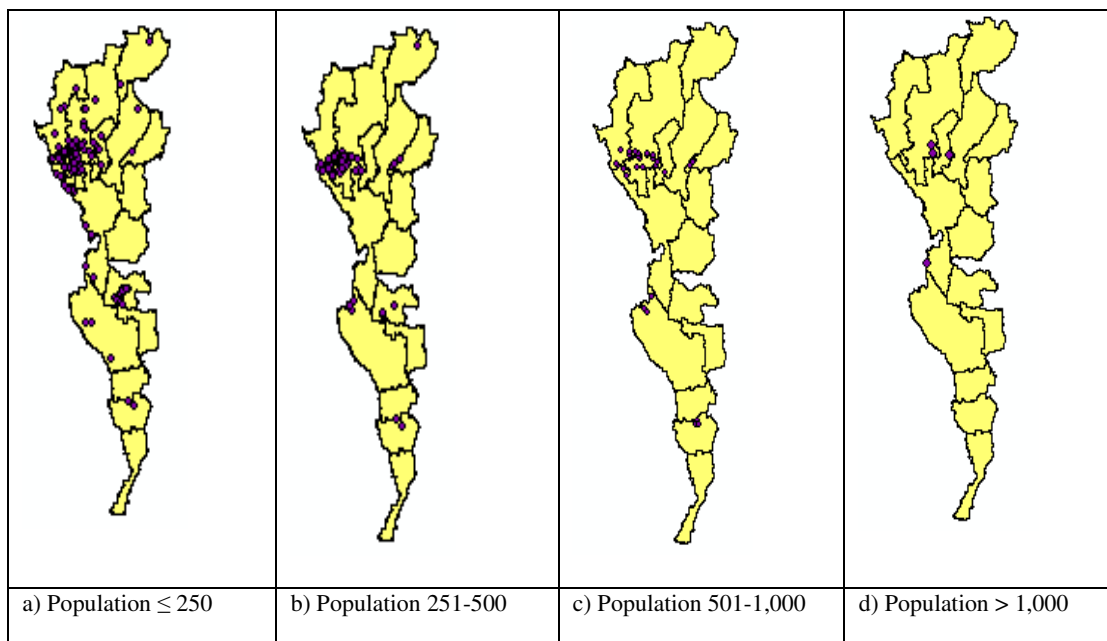 a) Population ≤ 250
b) Population 251-500
c) Population 501-1,000
d) Population > 1,000